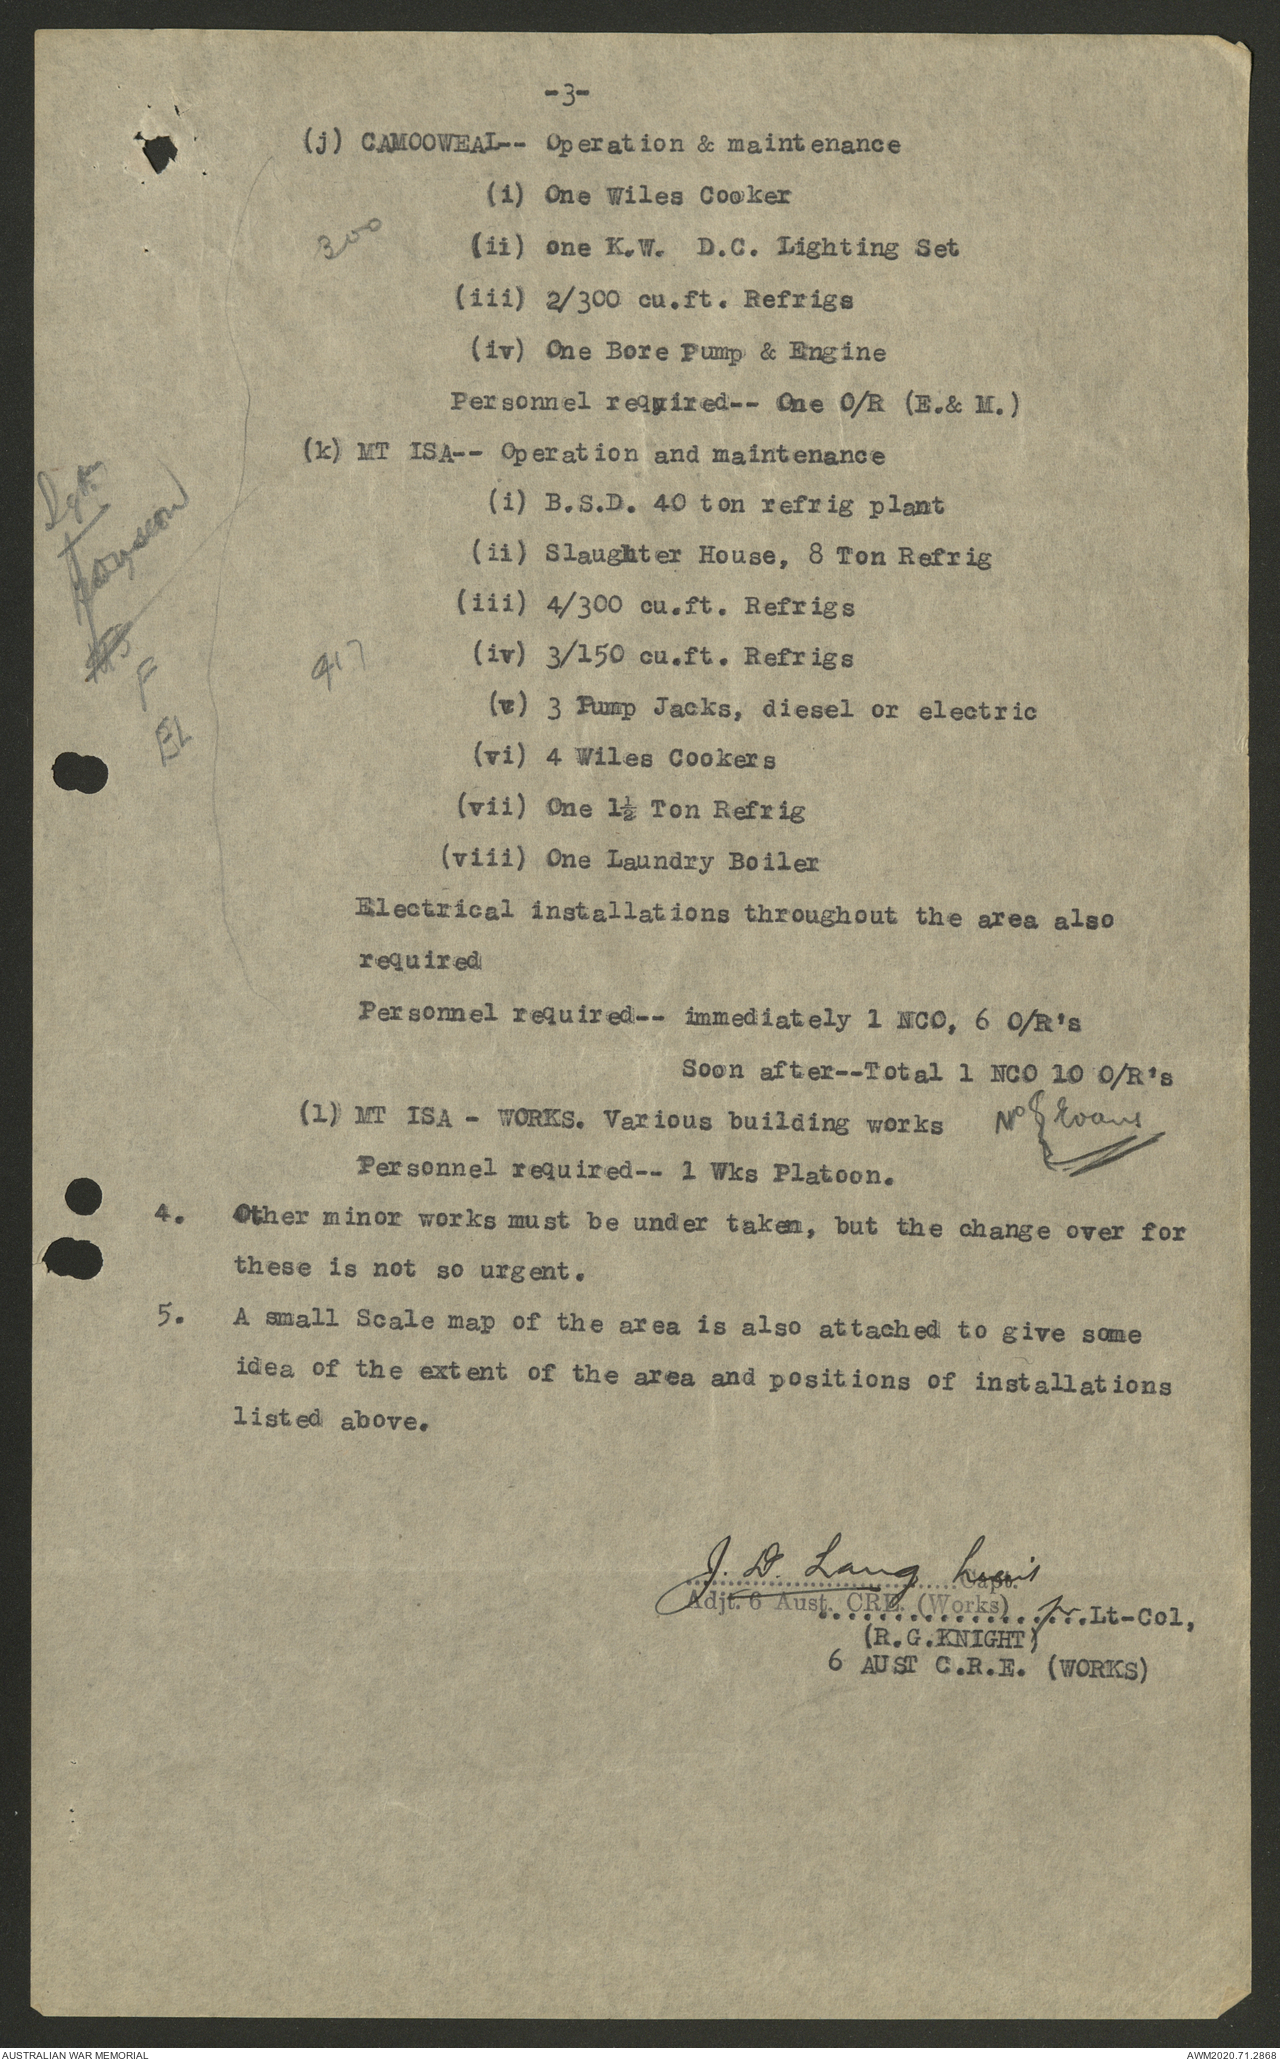 -3-
(j) CAMOOWEAL-- Operation & maintenance
(i) One Wiles Cooker
300
(ii) one K.W. D.C. Lighting Set
(iii) 2/300 cu.ft. Refrigs
(iv) One Bore Pump & Engine
Personnel required-- One O/R (E.& M.)
(k) MT ISA-- Operation and maintenance
(i) B.S.D. 40 ton refrig plant
(ii) Slaughter House, 8 Ton Refrig
(iii) 4/300 cu.ft. Refrigs
(iv) 3/150 cu.ft. Refrigs
917
F
(v) 3 Pump Jacks, diesel or electric
(vi) 4 Wiles Cookers
(vii) One 1½ Ton Refrig
(viii) One Laundry Boiler
Electrical installations throughout the area also
required
Personnel required-- immediately 1 NCO, 6 O/R's
Soon after--Total 1 NCO 10 O/R's
(l) MT ISA - WORKS. Various building works
Evans
Personnel required-- 1 Wks Platoon.
4. Other minor works must be under taken, but the change over for
these is not so urgent.
5. A small Scale map of the area is also attached to give some
idea of the extent of the area and positions of installations
listed above.
J. D. Lang
....Capt.
Adjt. 6 Aust. CRE. (Works)
....Lt-Col,
(R.G.KNIGHT)
6 AUST C.R.E. (WORKS)
AUSTRALIAN WAR MEMORIAL
AWM2020.71.2868